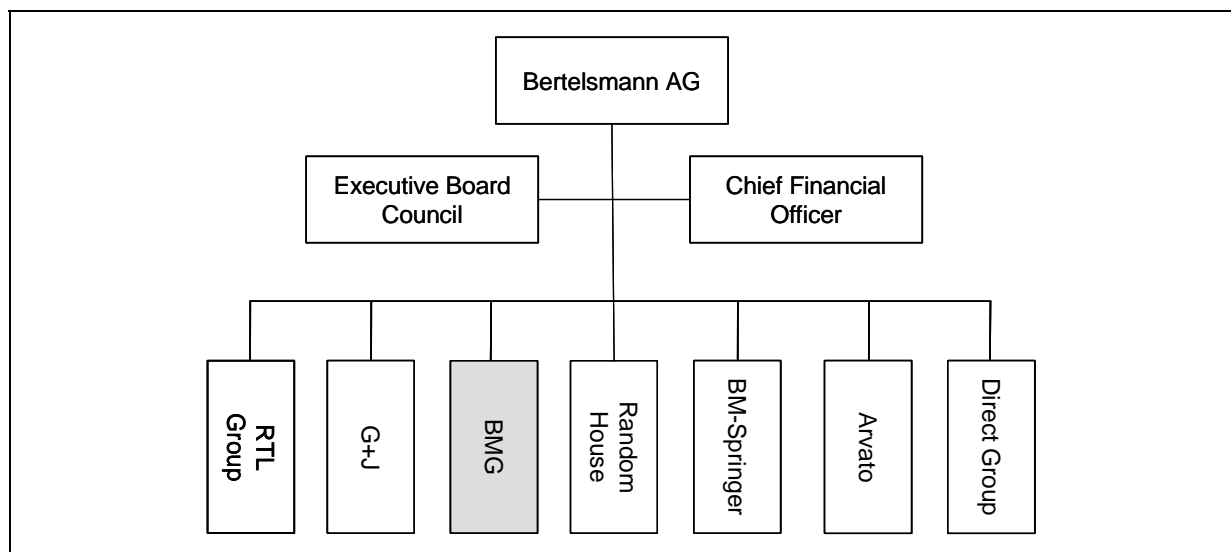 Bertelsmann AG
Executive Board
Council
Chief Financial
Officer
RTL
Group
G+J
BMG
Random
House
BM-Springer
Arvato
Direct Group